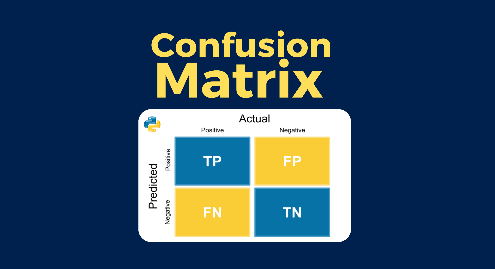 Confusion
Matrix
Actual
Positive Negative
Predicted
Positive
TP FP
Negative
FN TN